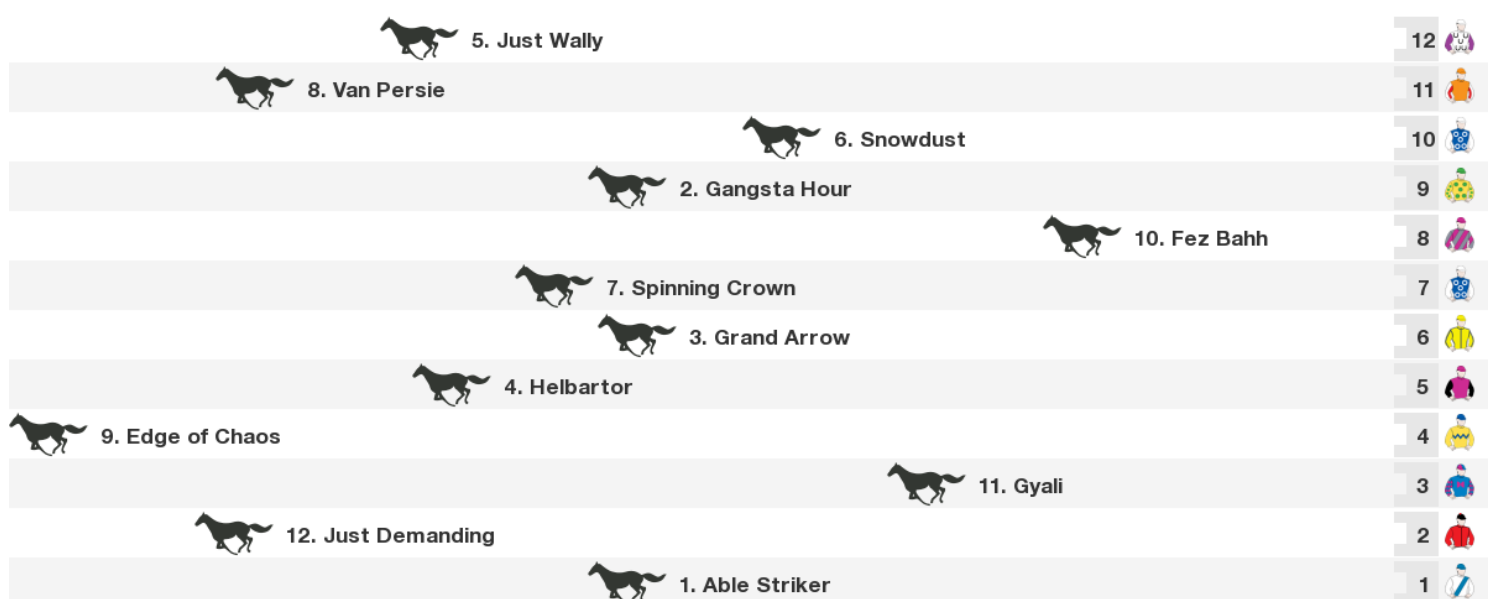 5. Just Wally 12
8. Van Persie 11
6. Snowdust 10
2. Gangsta Hour 9
10. Fez Bahh 8
7. Spinning Crown 7
3. Grand Arrow 6
4. Helbartor 5
9. Edge of Chaos 4
11. Gyali 3
12. Just Demanding 2
1. Able Striker 1